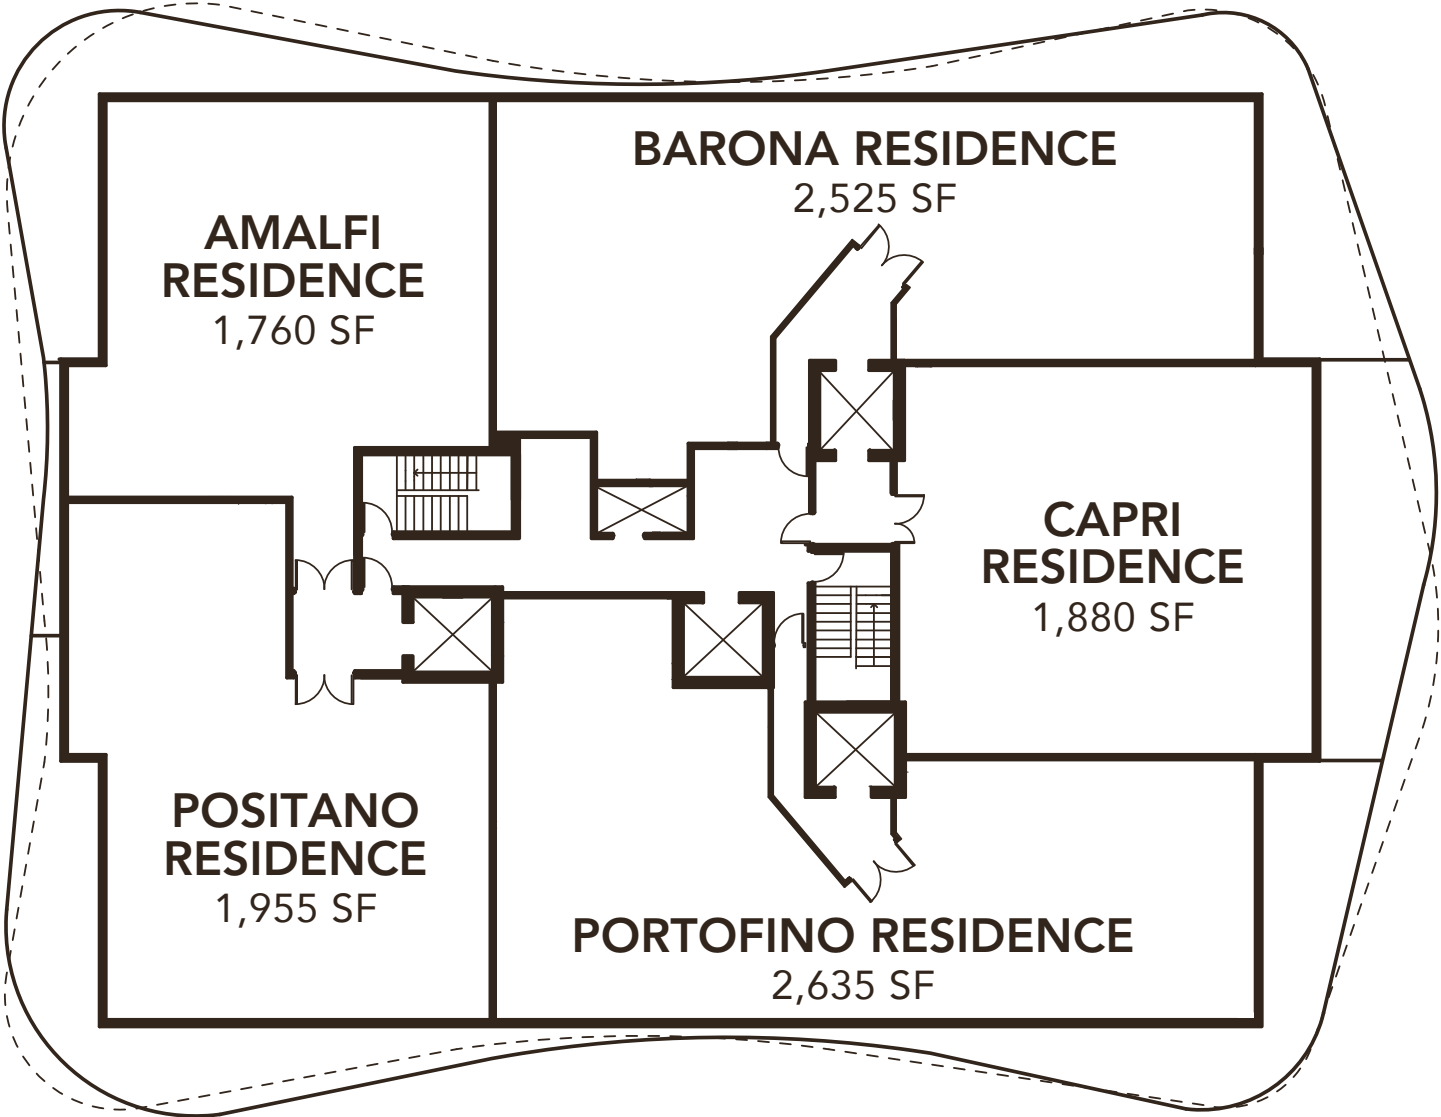 BARONA RESIDENCE
2,525 SF
AMALFI
RESIDENCE
1,760 SF
CAPRI
RESIDENCE
1,880 SF
POSITANO
RESIDENCE
1,955 SF
PORTOFINO RESIDENCE
2,635 SF